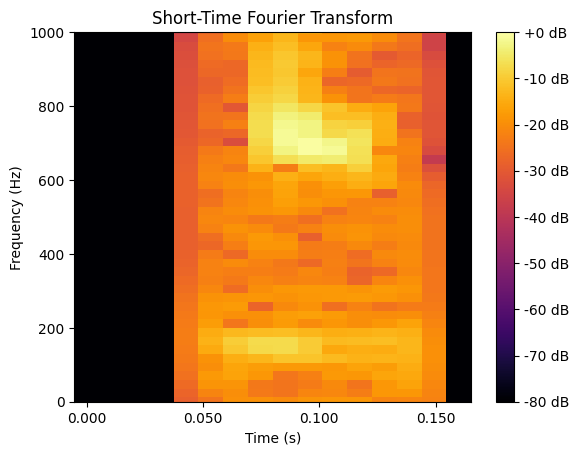 Short-Time Fourier Transform
1000
800
600
400
200
0
Frequency (Hz)
0.000
0.050
0.100
0.150
Time (s)
+0 dB
-10 dB
-20 dB
-30 dB
-40 dB
-50 dB
-60 dB
-70 dB
-80 dB